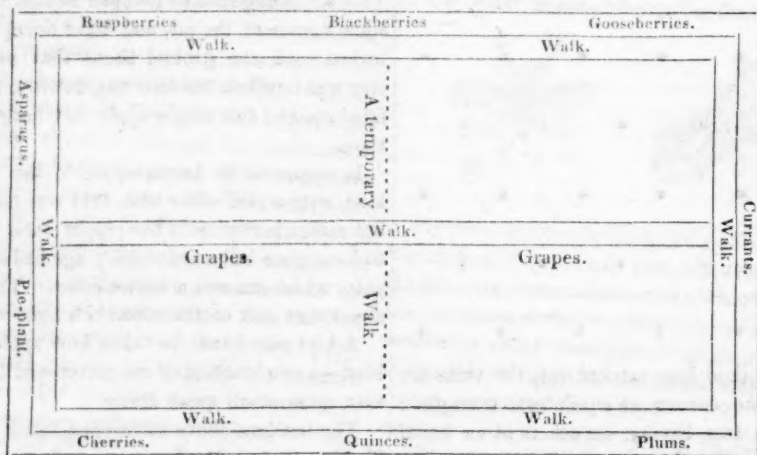 Raspberries Blackberries Gooseberries.
Walk. Walk.
Asparagus.
A temporary
Walk.
Currants.
Walk.
Walk.
Grapes. Grapes.
Pie-plant.
Walk.
Walk. Walk.
Cherries. Quinces. Plums.